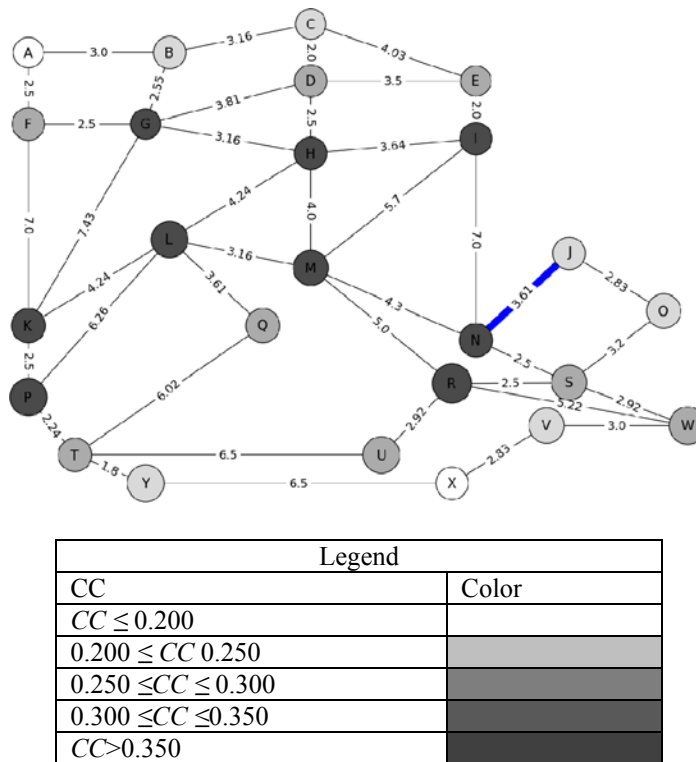 C
A
3.0
B
3.16
2.0
4.03
2.5
2.55
D
3.5
E
3.81
2.5
2.0
F
2.5
G
3.16
H
3.64
I
4.24
4.0
5.7
7.0
7.43
7.0
L
3.16
M
J
3.61
2.83
4.24
6.26
3.61
4.3
5.0
O
K
Q
N
3.2
2.5
2.5
R
2.5
S
P
6.02
5.22
2.92
2.24
2.92
V
3.0
W
T
6.5
U
1.8
2.83
Y
6.5
X
Legend
CC Color
CC ≤ 0.200
0.200 ≤ CC 0.250
0.250 ≤CC ≤ 0.300
0.300 ≤CC ≤0.350
CC>0.350